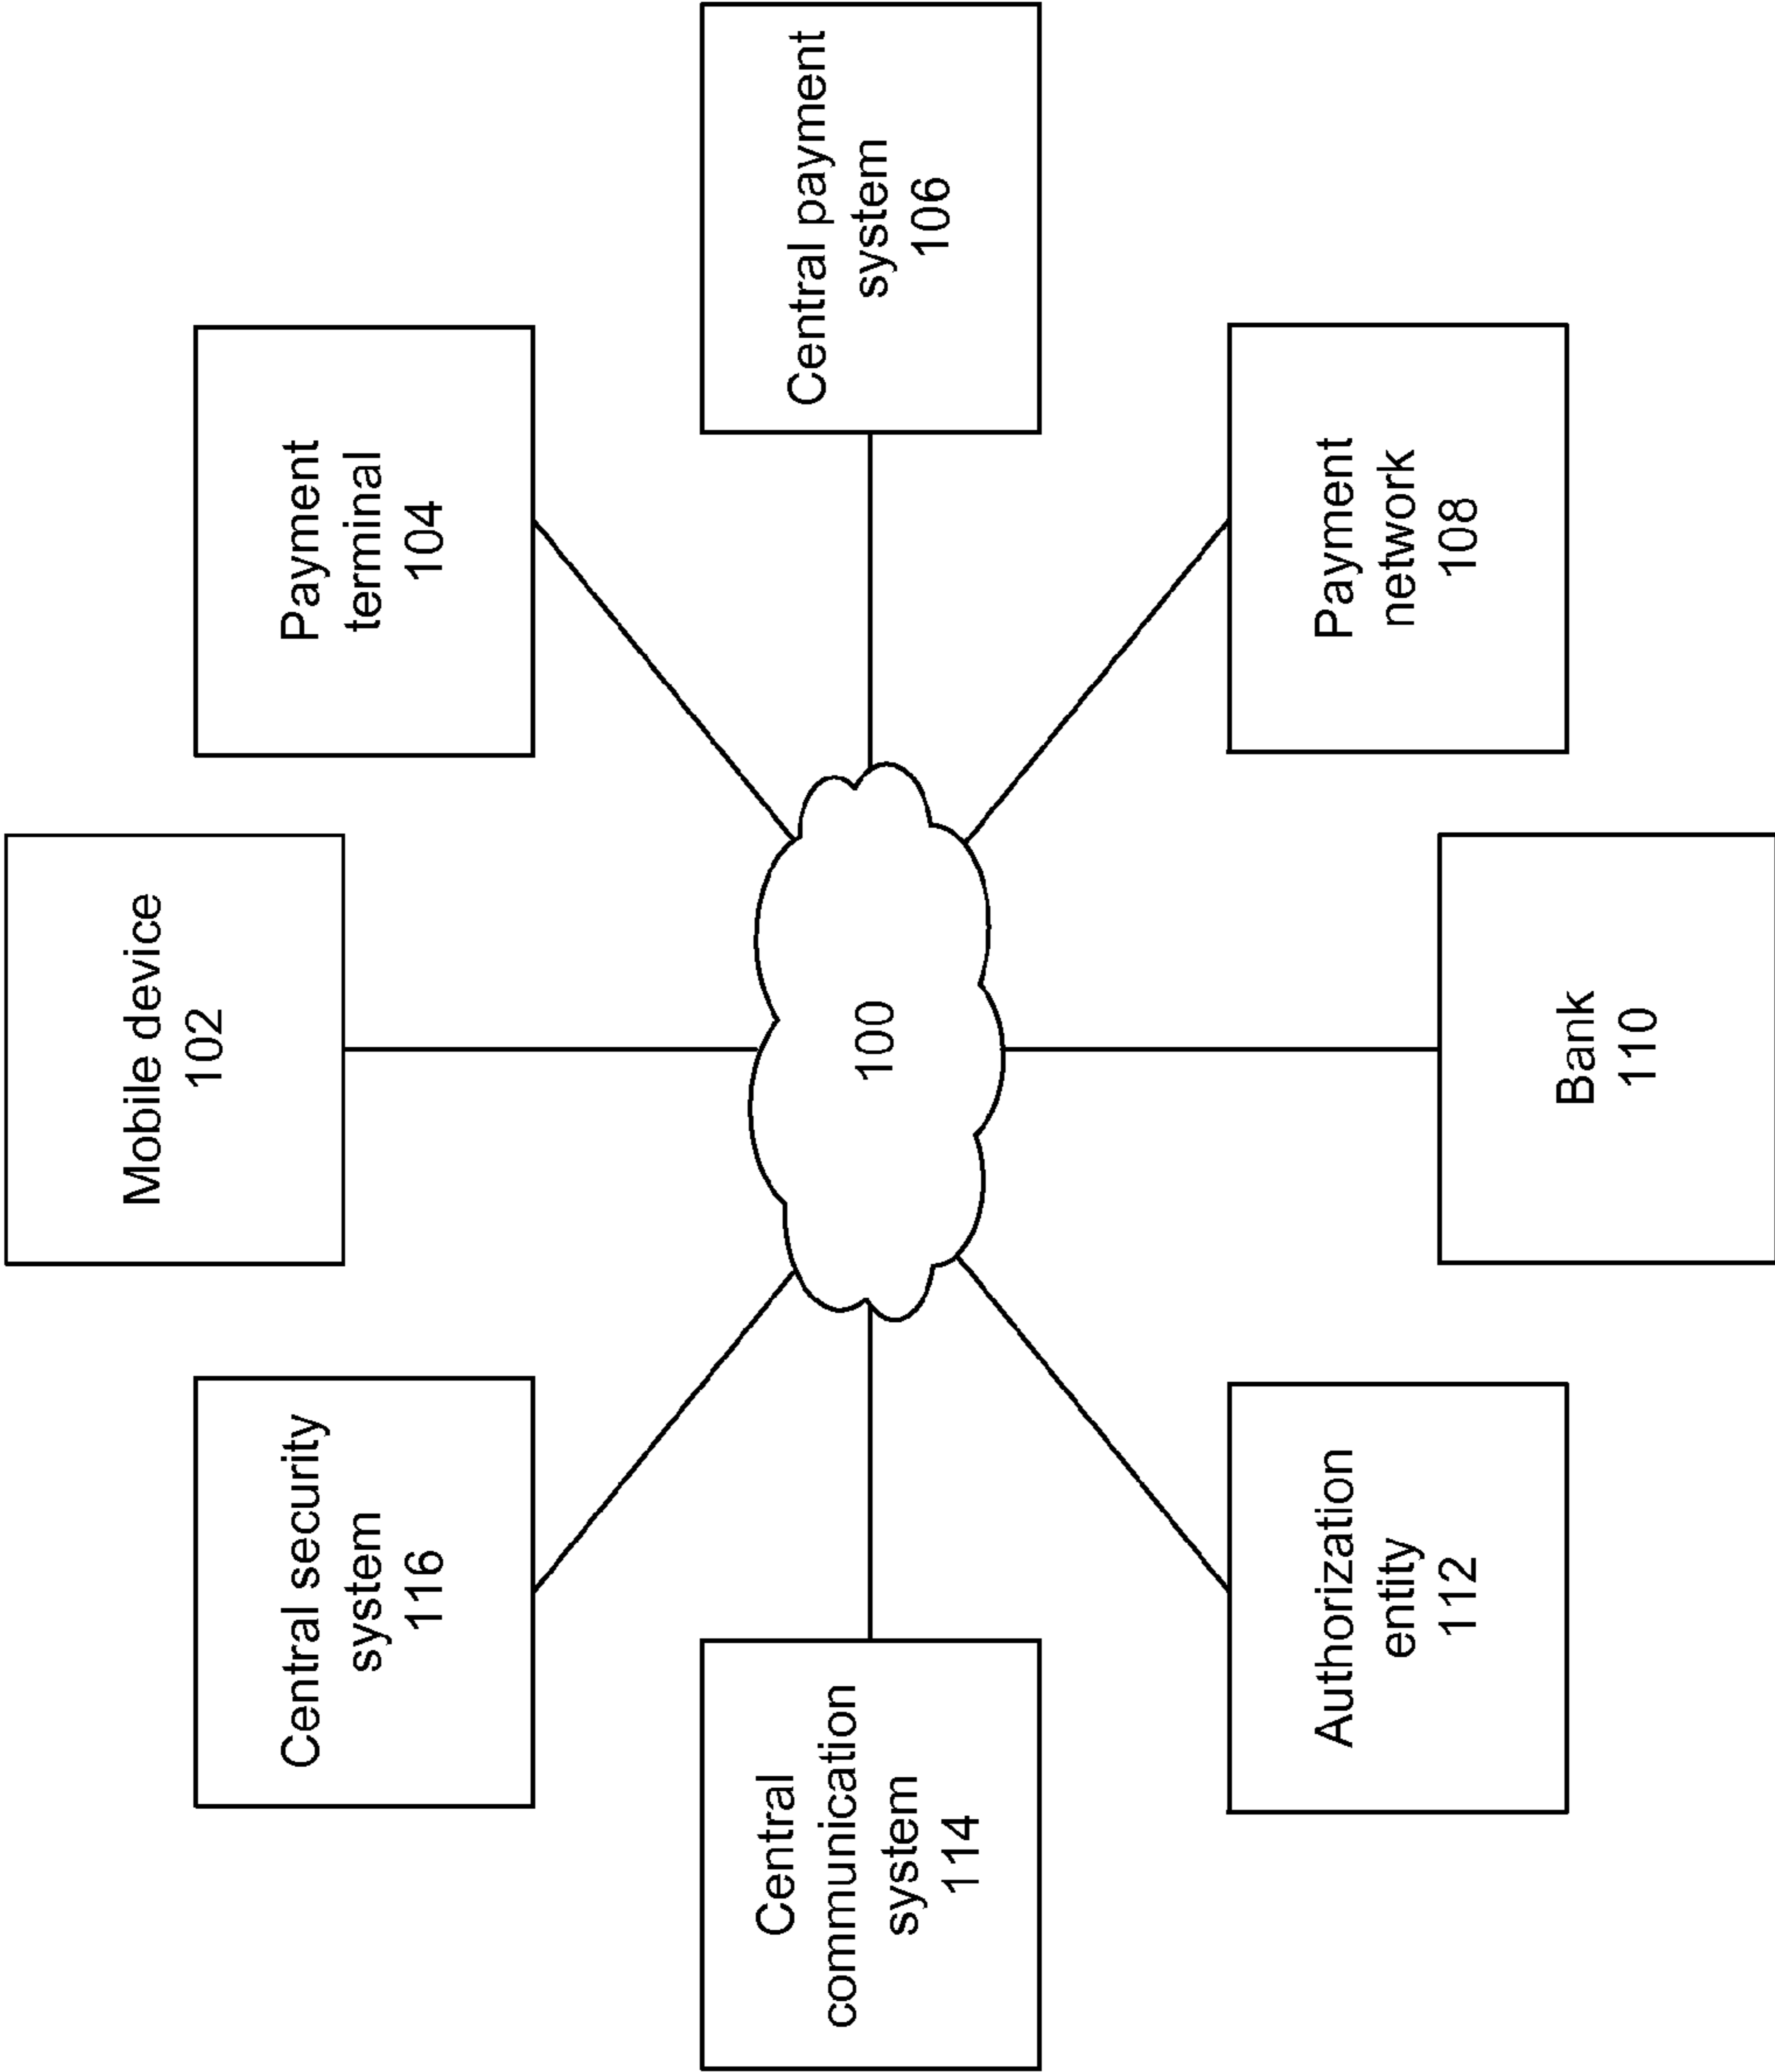 Mobile device
102
Payment
terminal
104
Central payment
system
106
Payment
network
108
Bank
110
Authorization
entity
112
Central
communication
system
114
Central security
system
116
100